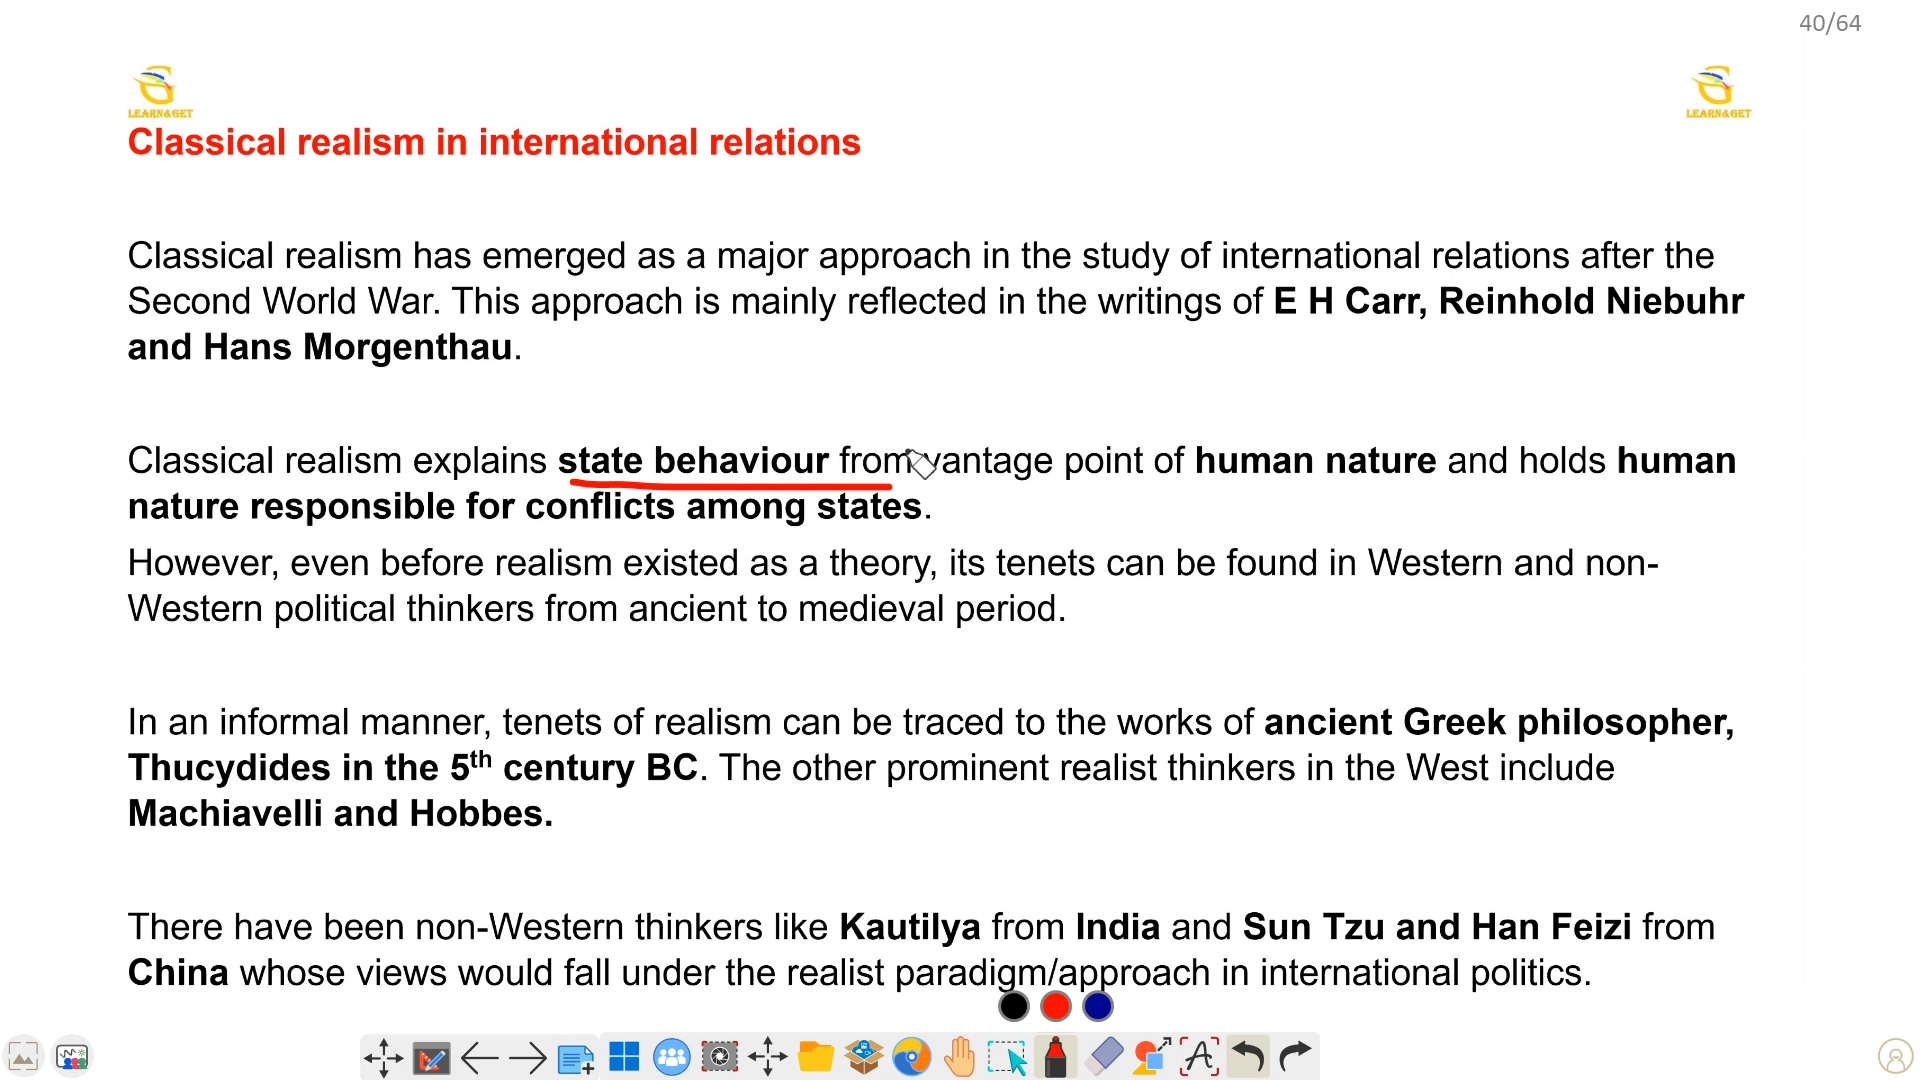 40/64
LEARN&GET
LEARN&GET
Classical realism in international relations
Classical realism has emerged as a major approach in the study of international relations after the
Second World War. This approach is mainly reflected in the writings of E H Carr, Reinhold Niebuhr
and Hans Morgenthau.
Classical realism explains state behaviour from vantage point of human nature and holds human
nature responsible for conflicts among states.
However, even before realism existed as a theory, its tenets can be found in Western and non-
Western political thinkers from ancient to medieval period.
In an informal manner, tenets of realism can be traced to the works of ancient Greek philosopher,
Thucydides in the 5th century BC. The other prominent realist thinkers in the West include
Machiavelli and Hobbes.
There have been non-Western thinkers like Kautilya from India and Sun Tzu and Han Feizi from
China whose views would fall under the realist paradigm/approach in international politics.